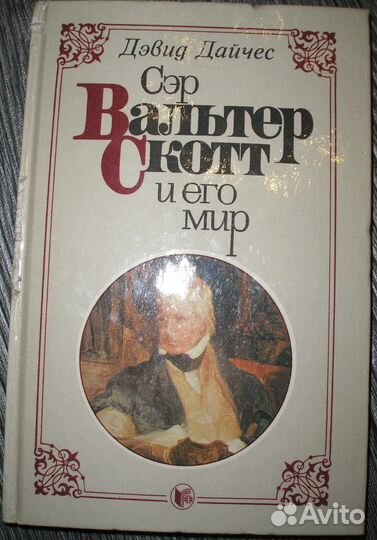 Дэвид Дайчес
Сэр
Вальтер
Скотт
и его
мир
Avito